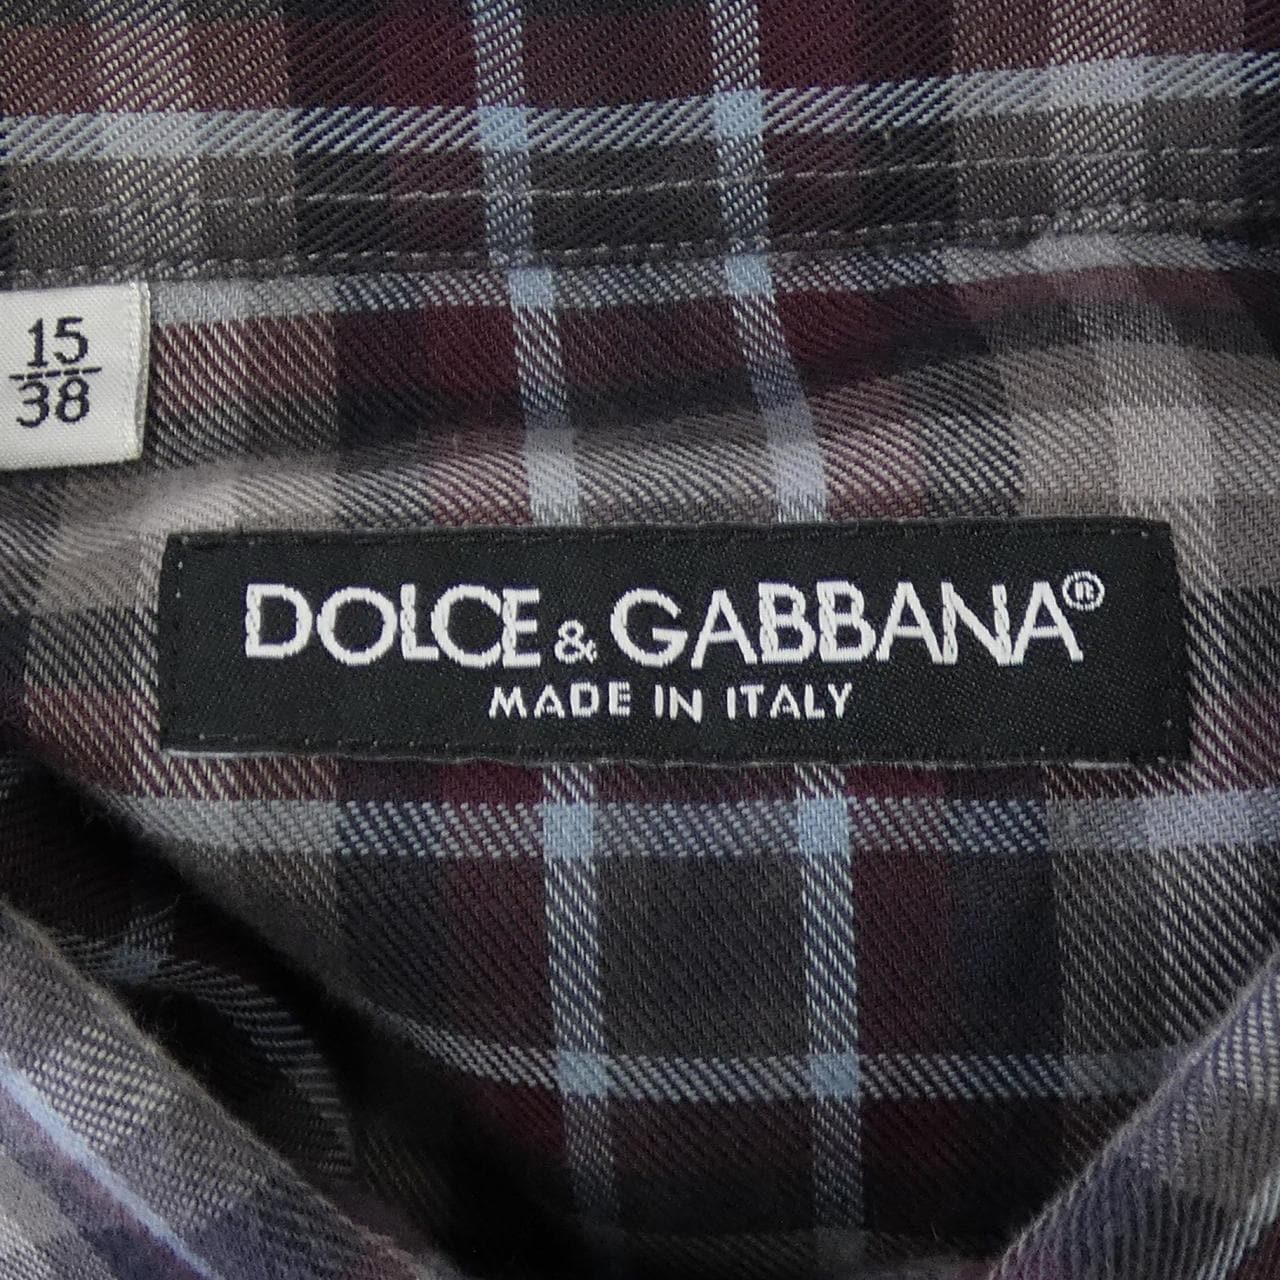 15
38
DOLCE & GABBANA®
MADE IN ITALY